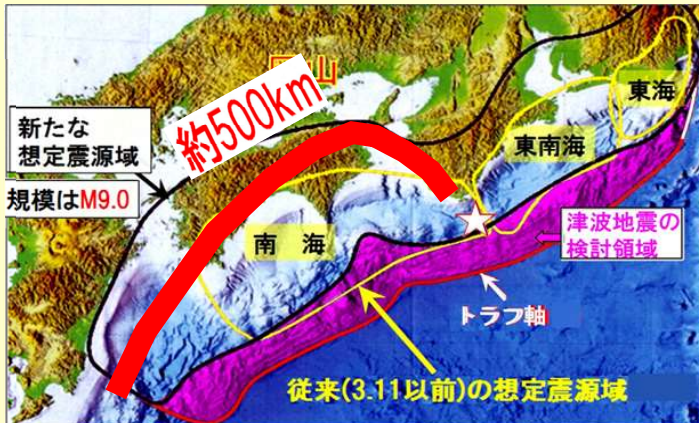 山
約500km
新たな
想定震源域
規模はM9.0
東海
東南海
南 海
津波地震の
検討領域
トラフ軸
従来(3.11以前)の想定震源域